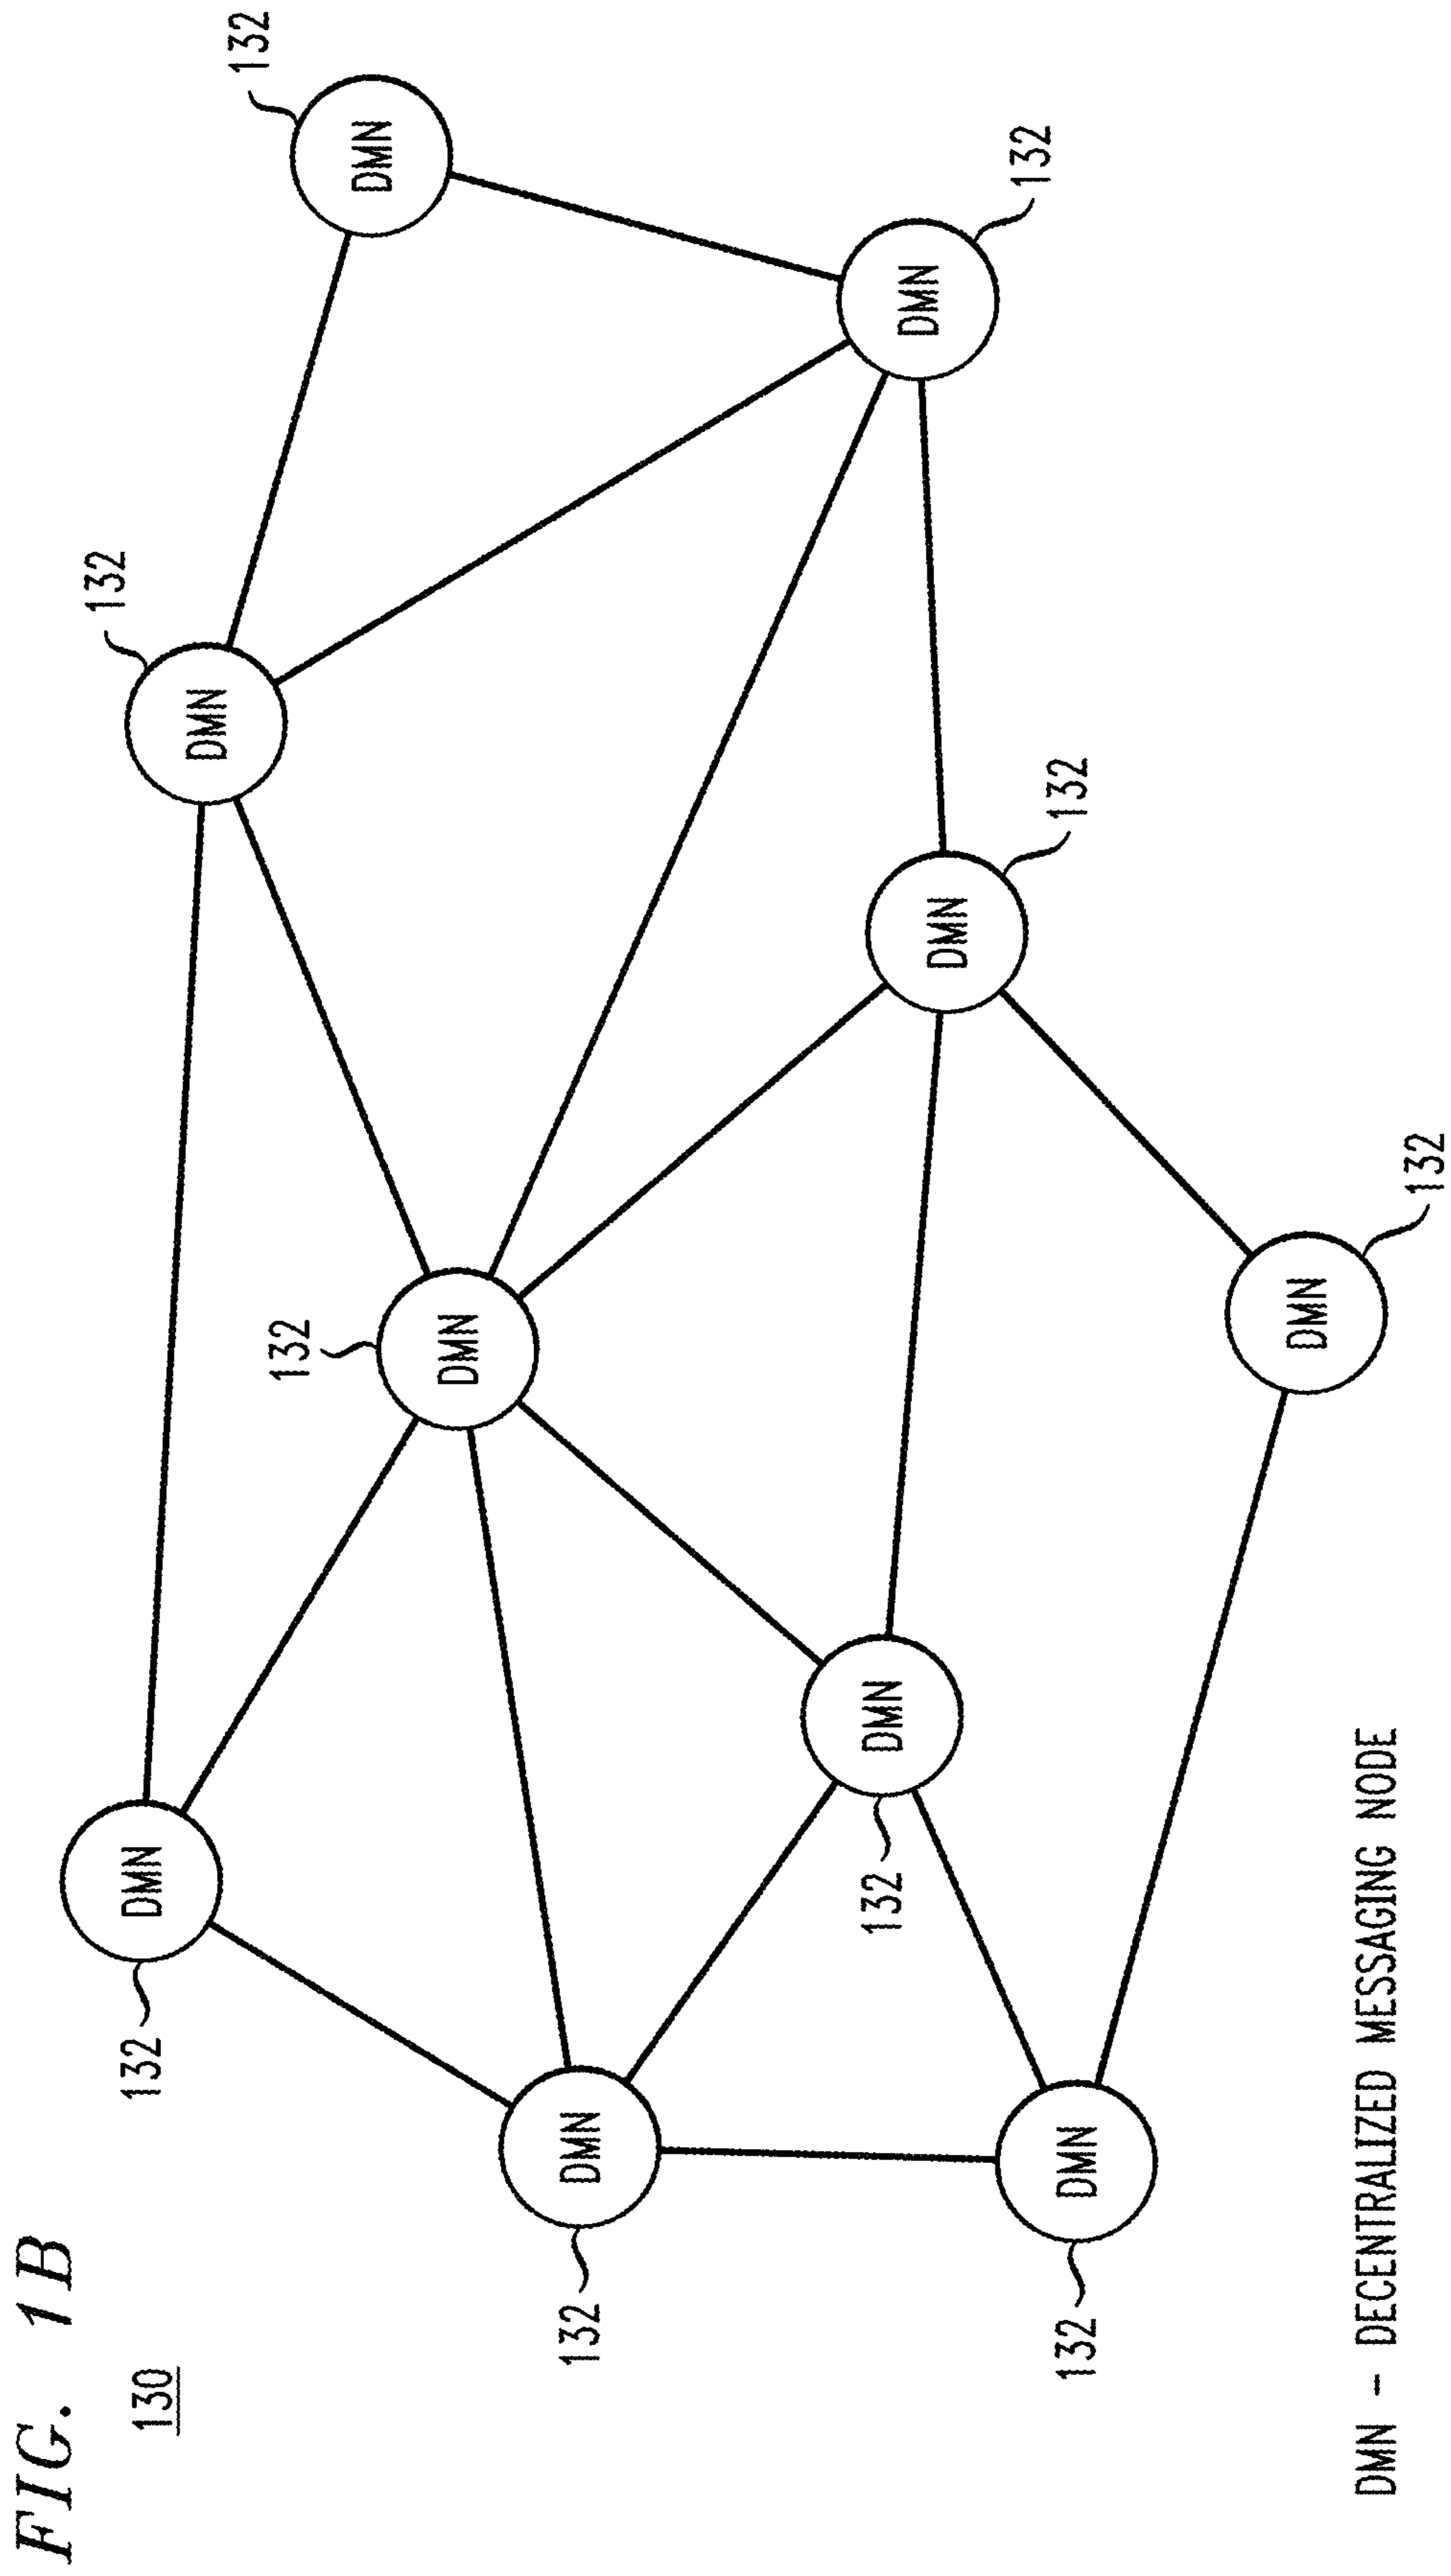 FIG. 1B
130
DMN
132
DMN
132
DMN
132
DMN
132
DMN
132
DMN
132
DMN
132
DMN
132
DMN
132
DMN
132
DMN – DECENTRALIZED MESSAGING NODE